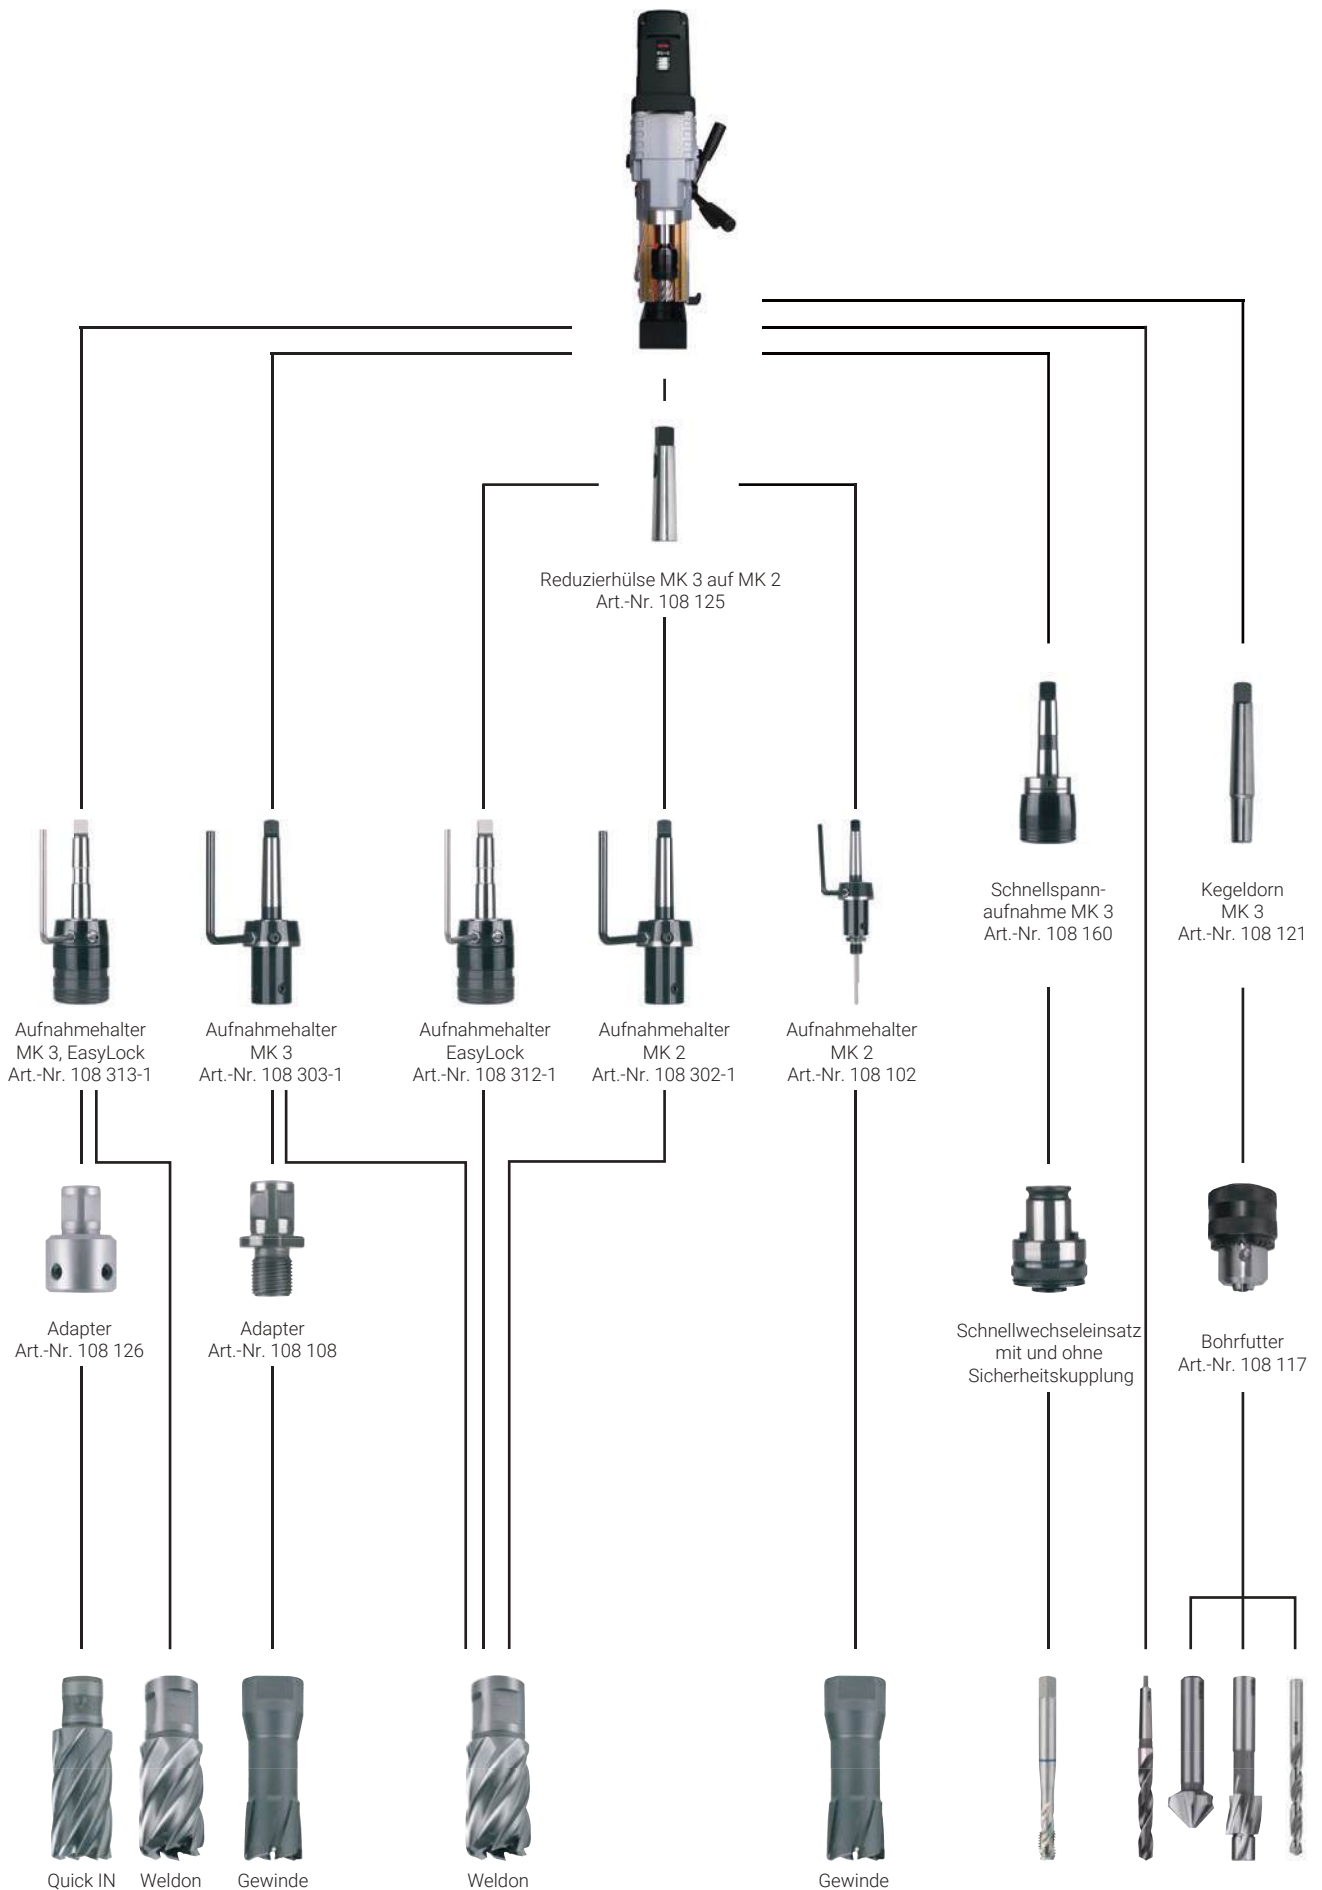 Reduzierhülse MK 3 auf MK 2
Art.-Nr. 108 125
Schnellspann-
aufnahme MK 3
Art.-Nr. 108 160
Kegeldorn
MK 3
Art.-Nr. 108 121
Aufnahmehalter
MK 3, EasyLock
Art.-Nr. 108 313-1
Aufnahmehalter
MK 3
Art.-Nr. 108 303-1
Aufnahmehalter
EasyLock
Art.-Nr. 108 312-1
Aufnahmehalter
MK 2
Art.-Nr. 108 302-1
Aufnahmehalter
MK 2
Art.-Nr. 108 102
Adapter
Art.-Nr. 108 126
Adapter
Art.-Nr. 108 108
Schnellwechseleinsatz
mit und ohne
Sicherheitskupplung
Bohrfutter
Art.-Nr. 108 117
Quick IN
Weldon
Gewinde
Weldon
Gewinde